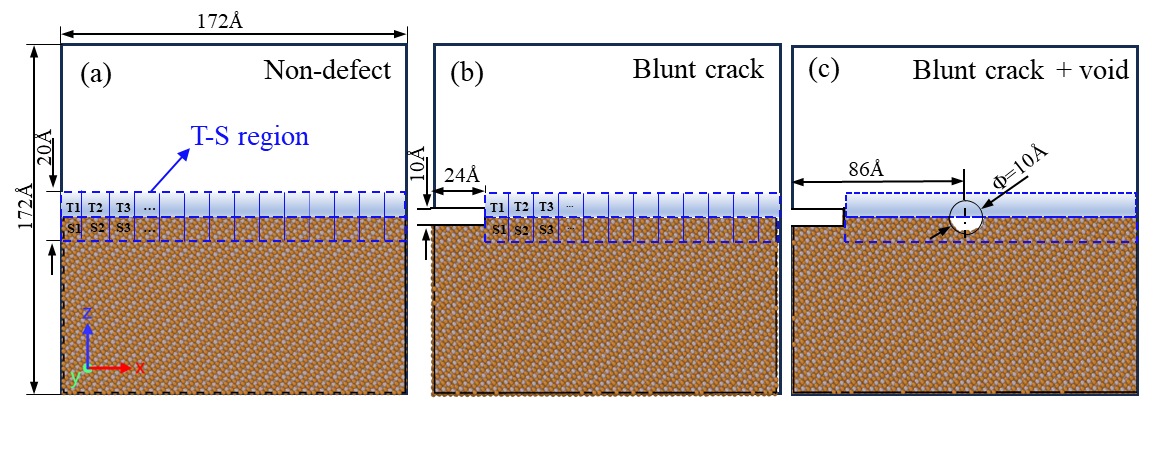 172Å
(a) Non-defect
T-S region
20Å
172Å
T1 T2 T3 ...
S1 S2 S3 ...
z
y x
(b) Blunt crack
10Å
24Å
T1 T2 T3 ...
S1 S2 S3 ...
(c) Blunt crack + void
86Å
Φ=10Å